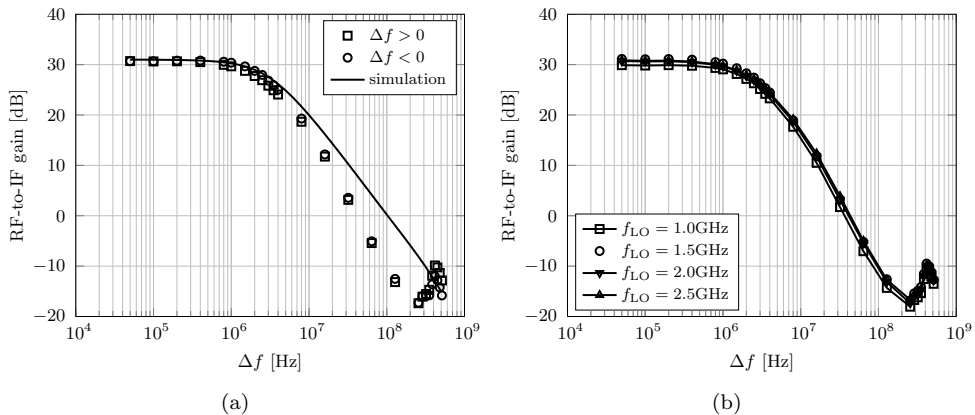 40
30
20
10
0
−10
−20
10^4 10^5 10^6 10^7 10^8 10^9
RF-to-IF gain [dB]
Δf [Hz]
Δf > 0
Δf < 0
simulation
(a)
40
30
20
10
0
−10
−20
10^4 10^5 10^6 10^7 10^8 10^9
RF-to-IF gain [dB]
Δf [Hz]
f_LO = 1.0GHz
f_LO = 1.5GHz
f_LO = 2.0GHz
f_LO = 2.5GHz
(b)